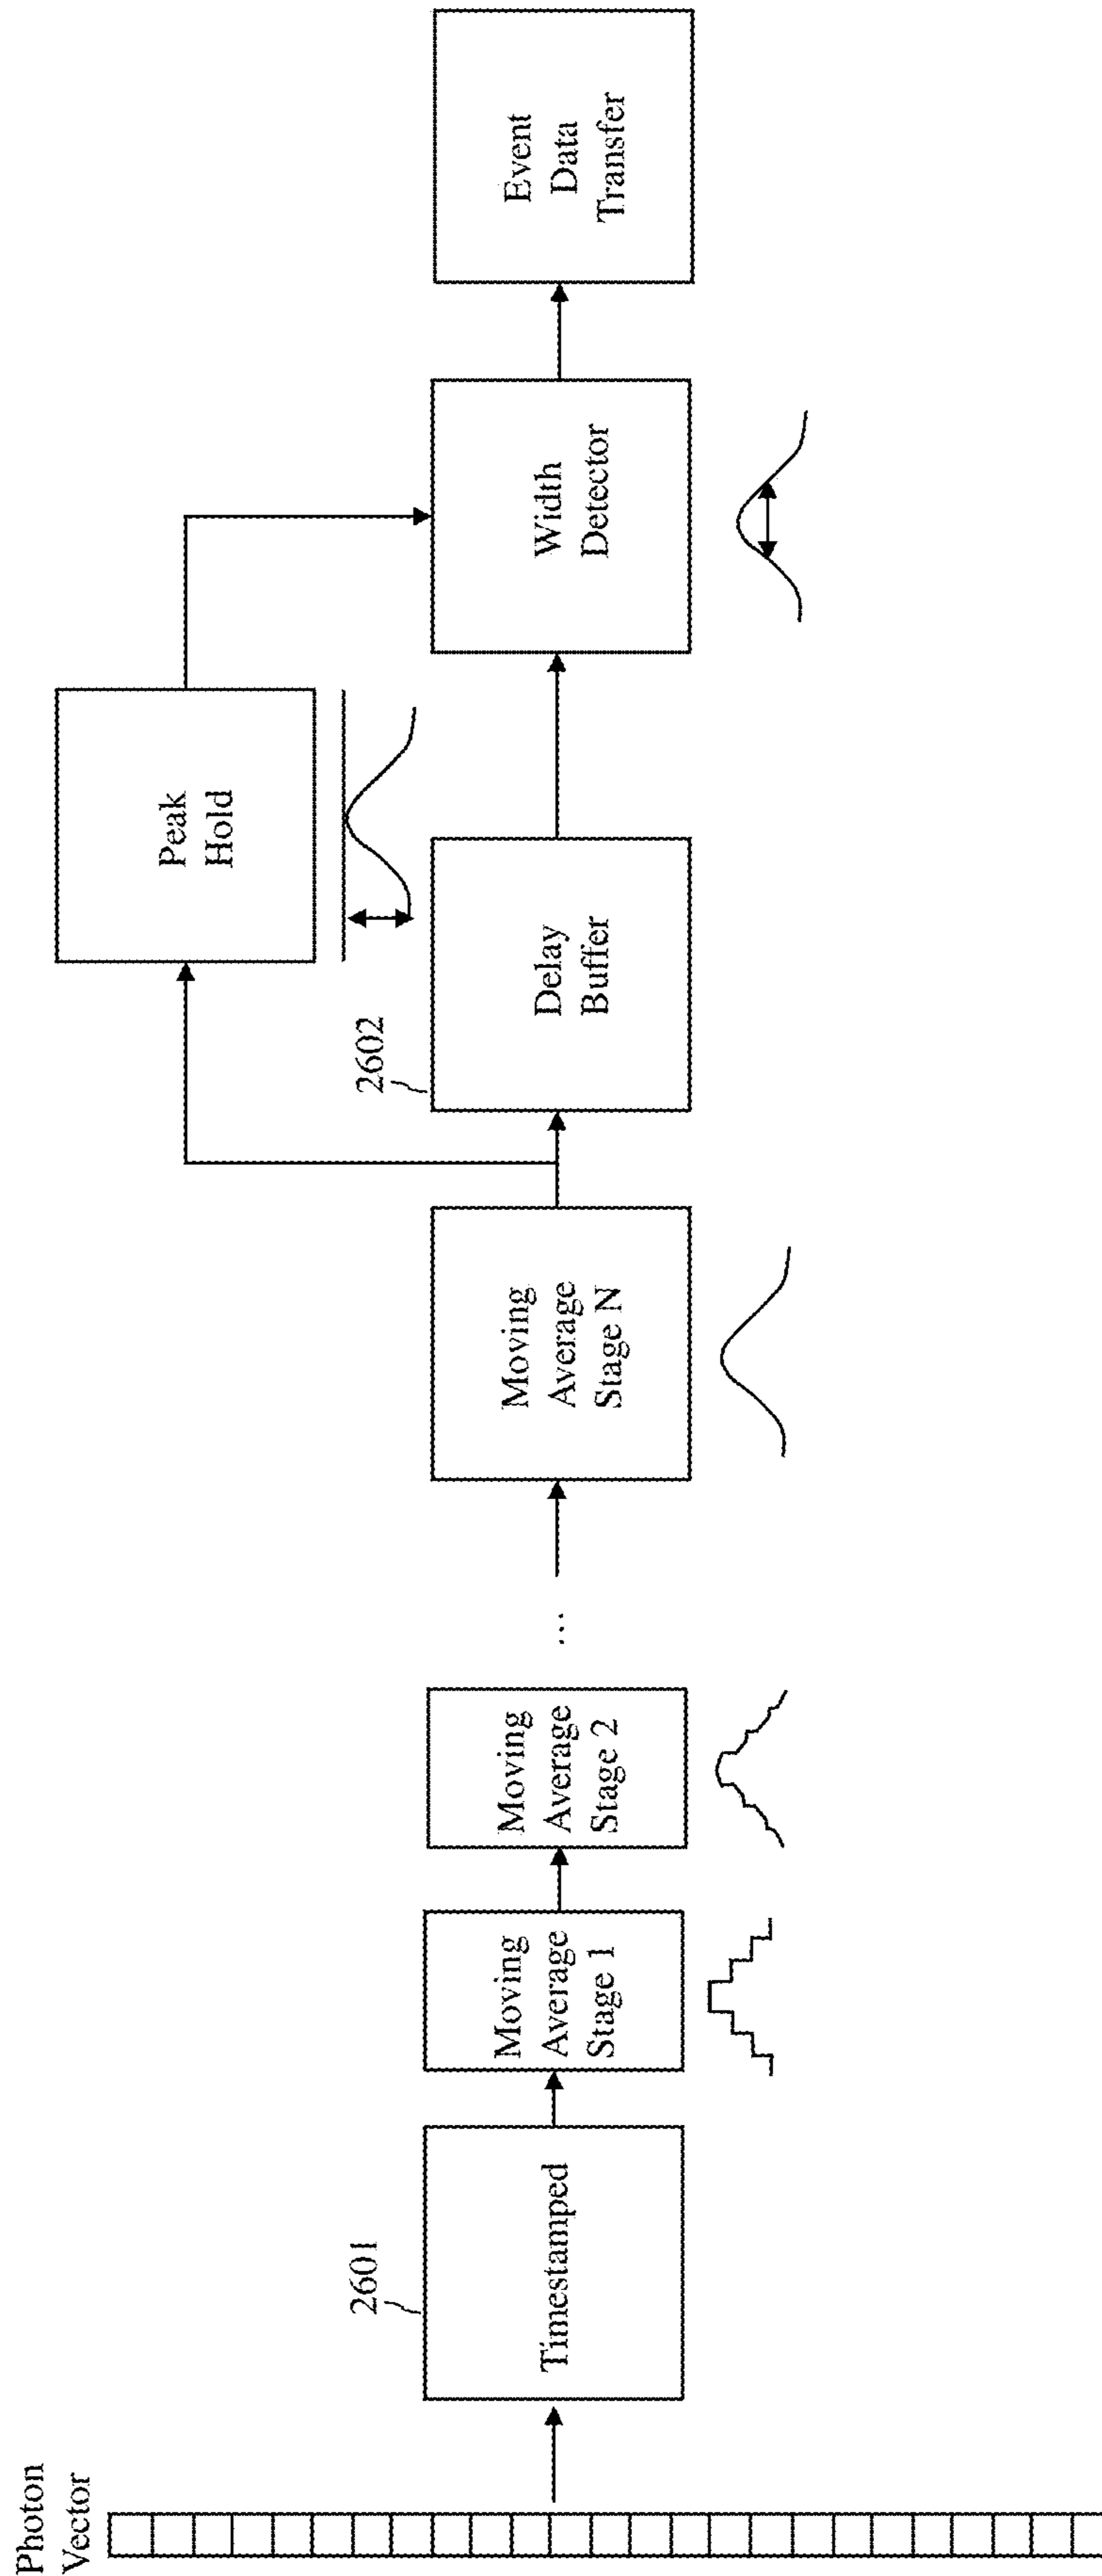 Photon
Vector
2601
Timestamped
Moving
Average
Stage 1
Moving
Average
Stage 2
...
Moving
Average
Stage N
2602
Delay
Buffer
Peak
Hold
Width
Detector
Event
Data
Transfer